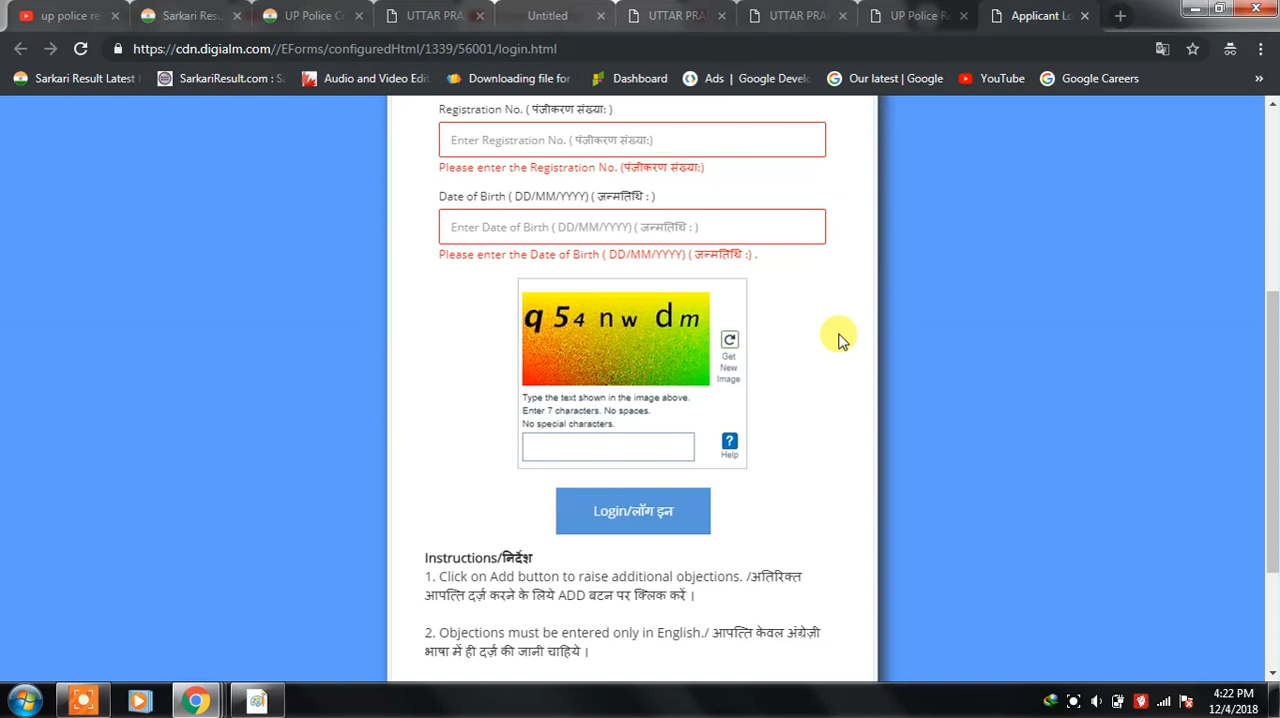 up police re
Sarkari Resu
UP Police Co
UTTAR PRA
Untitled
UTTAR PRA
UTTAR PRA
UP Police R
Applicant Lo
https://cdn.digialm.com//EForms/configuredHtml/1339/56001/login.html
Sarkari Result Latest
SarkariResult.com : S
Audio and Video Edit
Downloading file for
Dashboard
Ads | Google Devel
Our latest | Google
YouTube
Google Careers
»
Registration No. ( पंजीकरण संख्या: )
Enter Registration No. ( पंजीकरण संख्या:)
Please enter the Registration No. (पंजीकरण संख्या:)
Date of Birth ( DD/MM/YYYY) ( जन्मतिथि : )
Enter Date of Birth ( DD/MM/YYYY) ( जन्मतिथि : )
Please enter the Date of Birth ( DD/MM/YYYY) ( जन्मतिथि :) .
q 5 4 n w d m
Get
New
Image
Type the text shown in the image above.
Enter 7 characters. No spaces.
No special characters.
?
Help
Login/लॉग इन
Instructions/निर्देश
1. Click on Add button to raise additional objections. /अतिरिक्त
आपत्ति दर्ज़ करने के लिये ADD बटन पर क्लिक करें ।
2. Objections must be entered only in English./ आपत्ति केवल अंग्रेज़ी
भाषा में ही दर्ज़ की जानी चाहिये ।
4:22 PM
12/4/2018